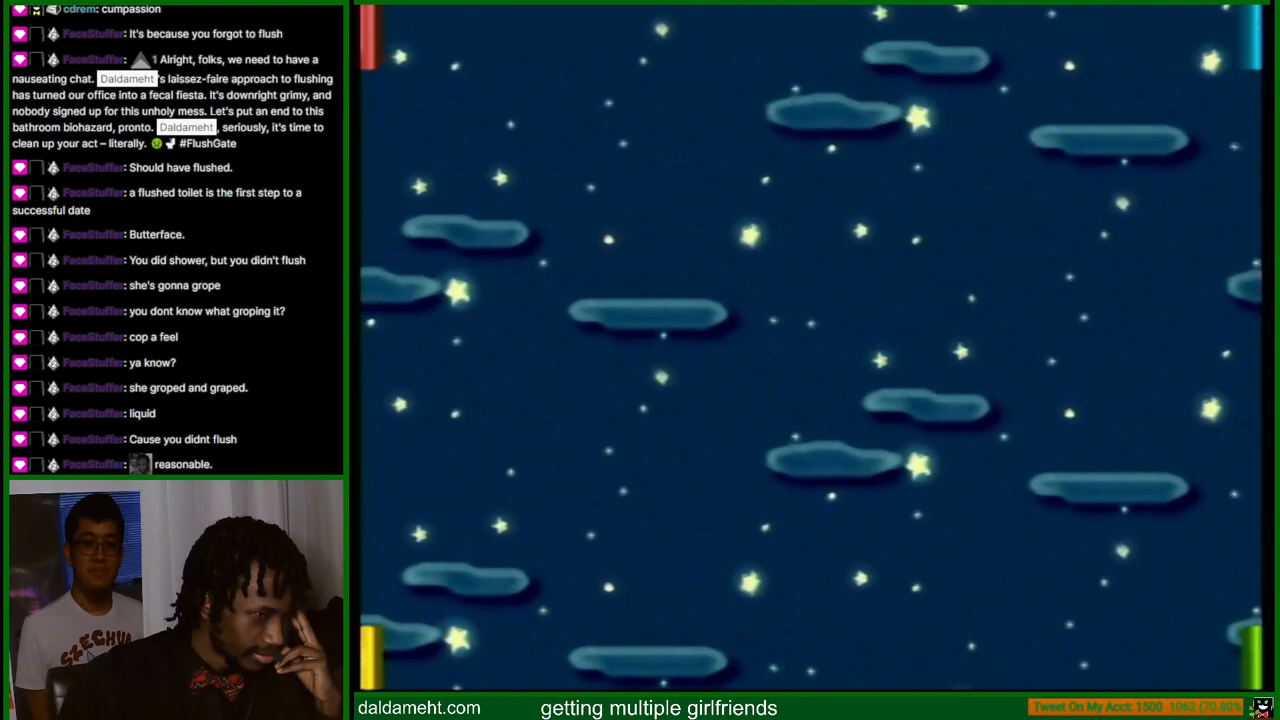 cdrem: cumpassion
FaceStuffer: It's because you forgot to flush
FaceStuffer: 1 Alright, folks, we need to have a
nauseating chat. Daldameht's laissez-faire approach to flushing
has turned our office into a fecal fiesta. It's downright grimy, and
nobody signed up for this unholy mess. Let's put an end to this
bathroom biohazard, pronto. Daldameht, seriously, it's time to
clean up your act – literally. 🤢 🚽 #FlushGate
FaceStuffer: Should have flushed.
FaceStuffer: a flushed toilet is the first step to a
successful date
FaceStuffer: Butterface.
FaceStuffer: You did shower, but you didn't flush
FaceStuffer: she's gonna grope
FaceStuffer: you dont know what groping it?
FaceStuffer: cop a feel
FaceStuffer: ya know?
FaceStuffer: she groped and graped.
FaceStuffer: liquid
FaceStuffer: Cause you didnt flush
FaceStuffer: reasonable.
SZECHUA
daldameht.com
getting multiple girlfriends
Tweet On My Acct: 1500 1062 (70.80%